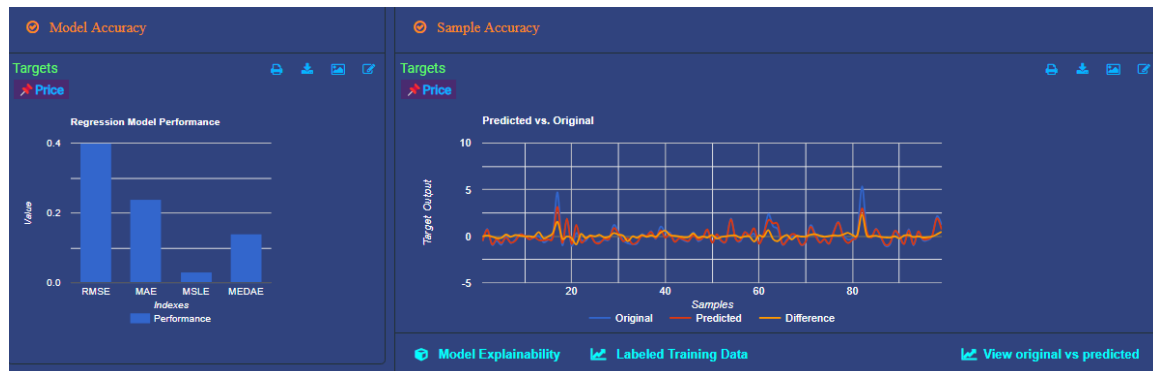 Model Accuracy
Targets
Price
Regression Model Performance
0.4
0.2
0.0
Value
RMSE MAE MSLE MEDAE
Indexes
Performance
Sample Accuracy
Targets
Price
Predicted vs. Original
10
5
0
-5
Target Output
20 40 60 80
Samples
Original Predicted Difference
Model Explainability Labeled Training Data View original vs predicted